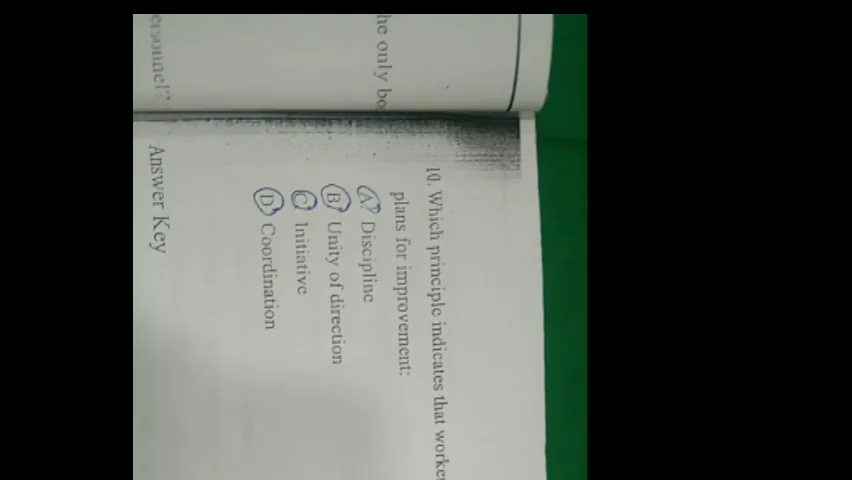 he only bo
ersonnel"
10. Which principle indicates that
plans for improvement:
A. Discipline
B. Unity of direction
C. Initiative
D. Coordination
Answer Key